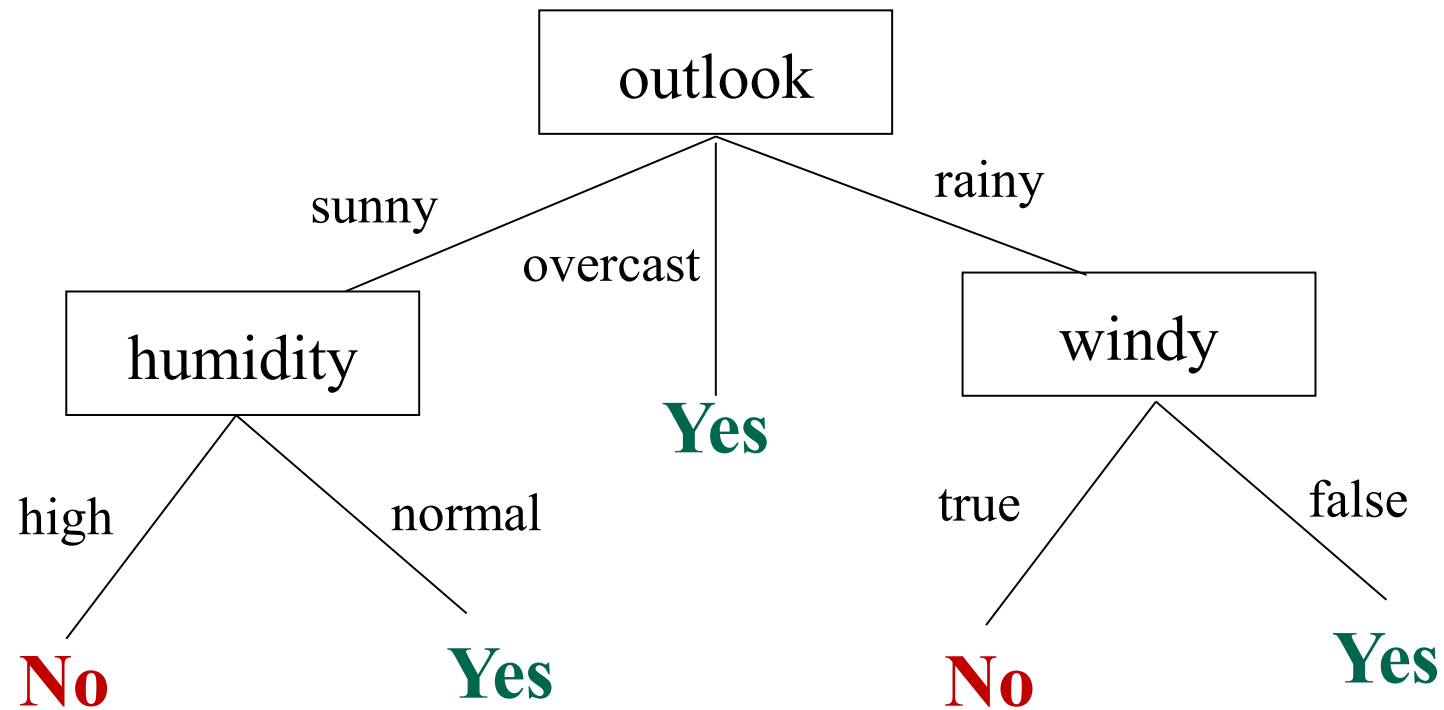 outlook
sunny
overcast
rainy
humidity
windy
Yes
high
normal
true
false
No
Yes
No
Yes